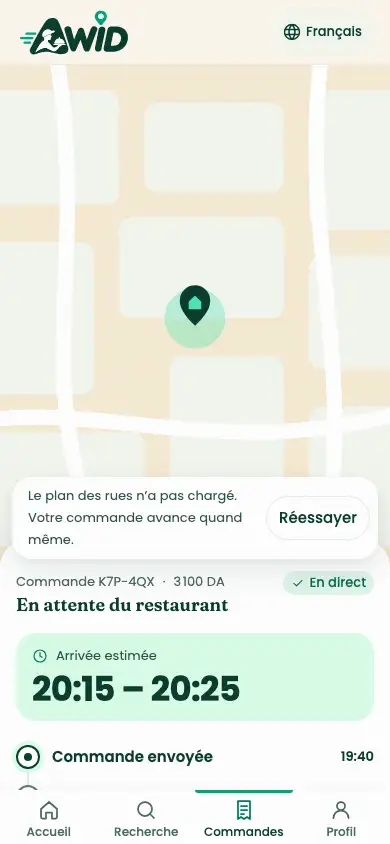 AWID
Français
Le plan des rues n’a pas chargé.
Votre commande avance quand
même.
Réessayer
Commande K7P-4QX · 3 100 DA
En direct
En attente du restaurant
Arrivée estimée
20:15 – 20:25
Commande envoyée
19:40
Accueil
Recherche
Commandes
Profil